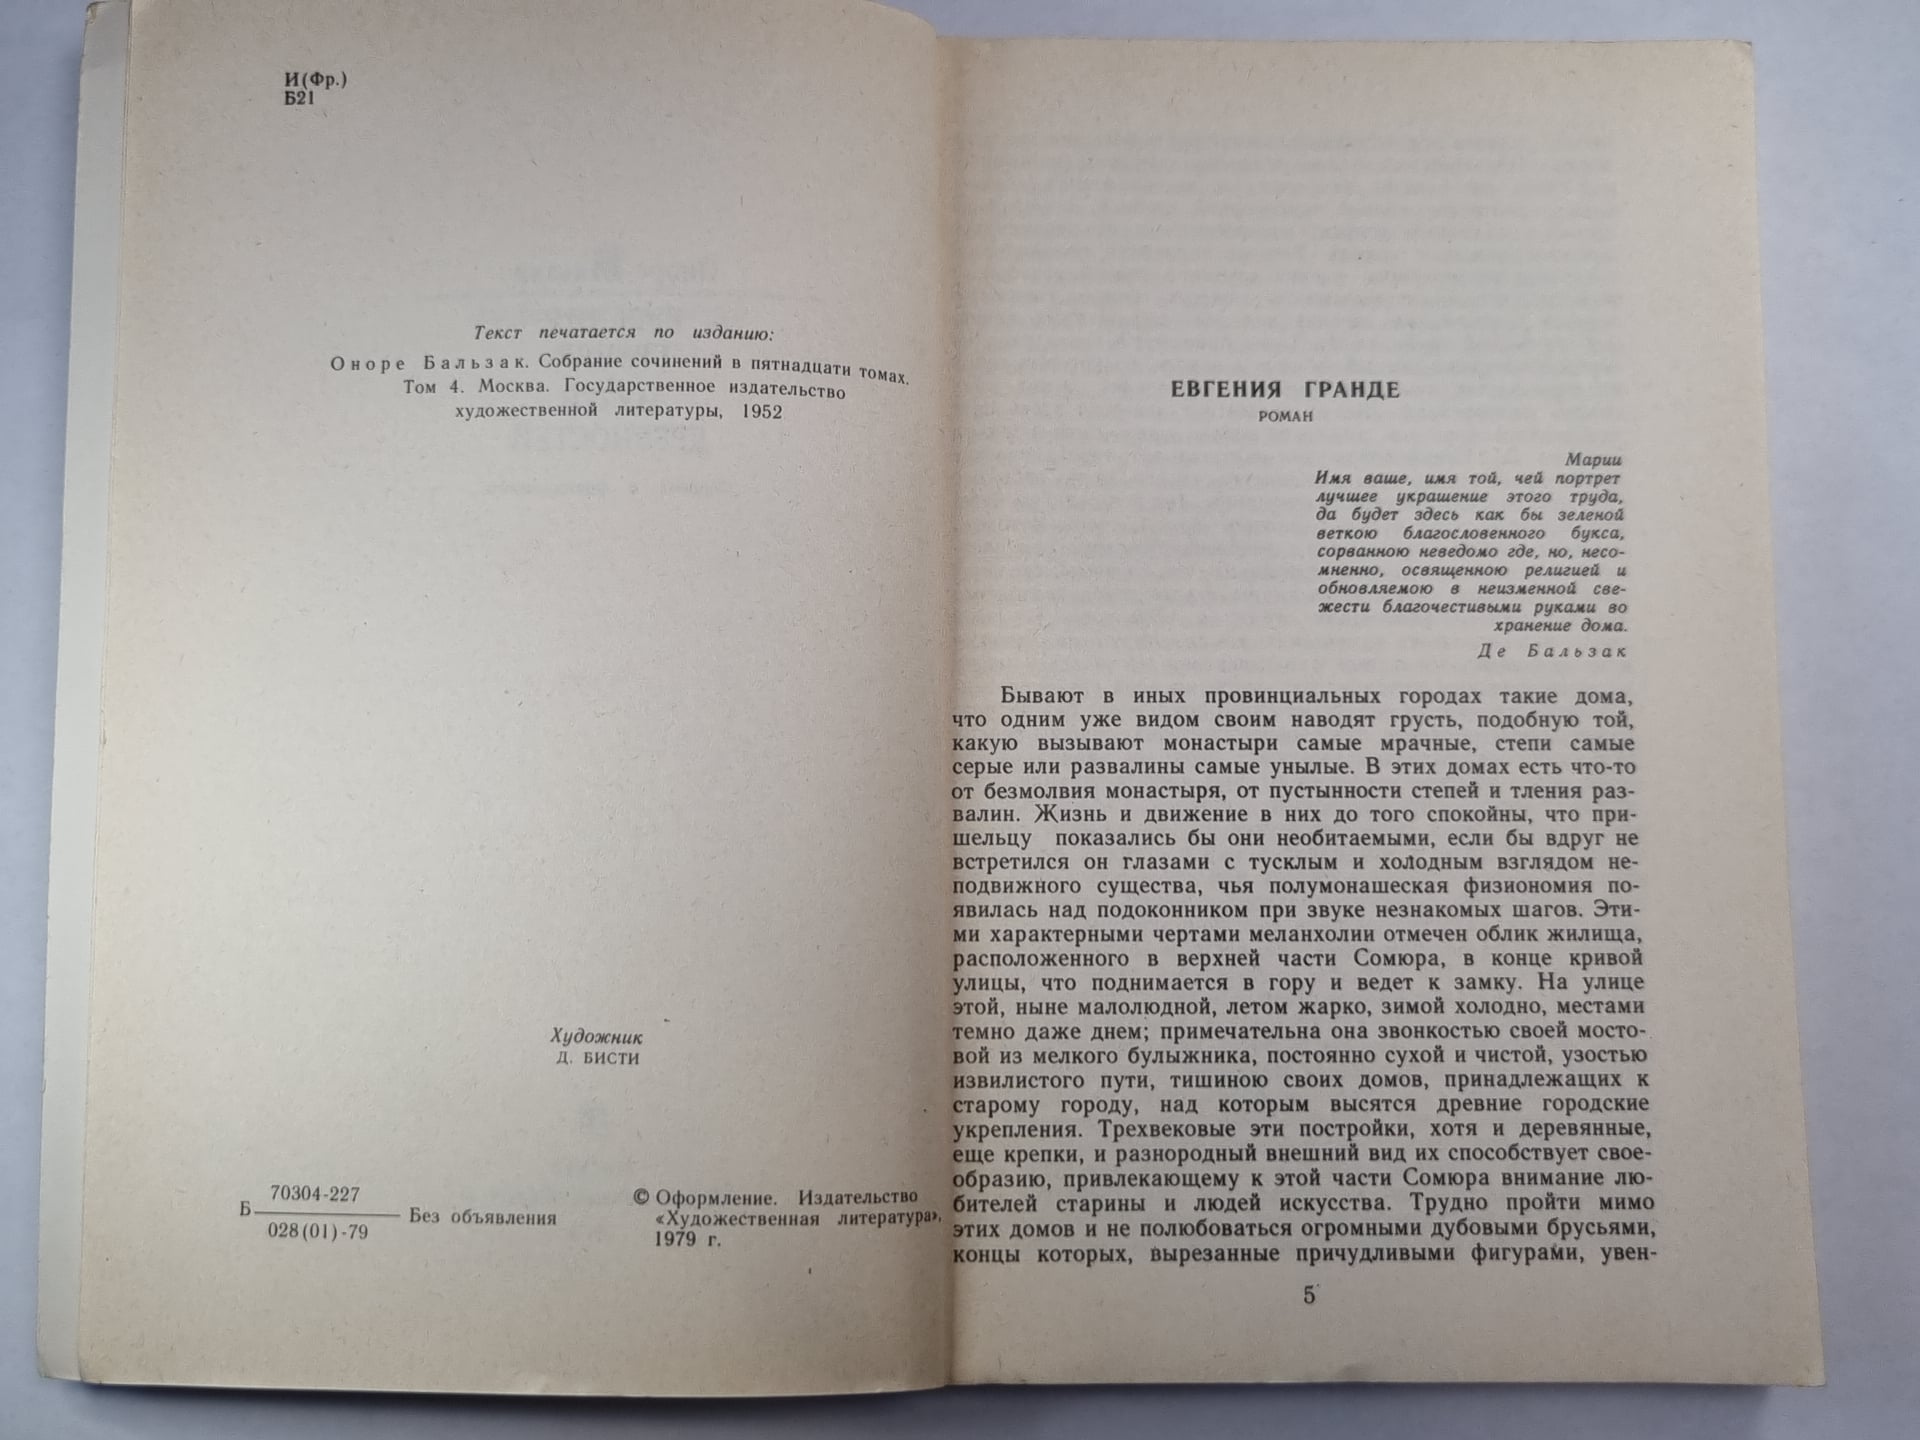 И(Фр.)
Б21
Текст печатается по изданию:
Оноре Бальзак. Собрание сочинений в пятнадцати томах.
Том 4. Москва. Государственное издательство
художественной литературы, 1952
Художник
Д. БИСТИ
Б 70304-227
028(01)-79
Без объявления
© Оформление. Издательство
«Художественная литература»,
1979 г.
ЕВГЕНИЯ ГРАНДЕ
РОМАН
Марии
Имя ваше, имя той, чей портрет
лучшее украшение этого труда,
да будет здесь как бы зеленой
веткою благословенного букса,
сорванною неведомо где, но, несо-
мненно, освященною религией и
обновляемою в неизменной све-
жести благочестивыми руками во
хранение дома.
Де Бальзак
Бывают в иных провинциальных городах такие дома,
что одним уже видом своим наводят грусть, подобную той,
какую вызывают монастыри самые мрачные, степи самые
серые или развалины самые унылые. В этих домах есть что-то
от безмолвия монастыря, от пустынности степей и тления раз-
валин. Жизнь и движение в них до того спокойны, что при-
шельцу показались бы они необитаемыми, если бы вдруг не
встретился он глазами с тусклым и холодным взглядом не-
подвижного существа, чья полумонашеская физиономия по-
явилась над подоконником при звуке незнакомых шагов. Эти-
ми характерными чертами меланхолии отмечен облик жилища,
расположенного в верхней части Сомюра, в конце кривой
улицы, что поднимается в гору и ведет к замку. На улице
этой, ныне малолюдной, летом жарко, зимой холодно, местами
темно даже днем; примечательна она звонкостью своей мосто-
вой из мелкого булыжника, постоянно сухой и чистой, узостью
извилистого пути, тишиною своих домов, принадлежащих к
старому городу, над которым высятся древние городские
укрепления. Трехвековые эти постройки, хотя и деревянные,
еще крепки, и разнородный внешний вид их способствует свое-
образию, привлекающему к этой части Сомюра внимание лю-
бителей старины и людей искусства. Трудно пройти мимо
этих домов и не полюбоваться огромными дубовыми брусьями,
концы которых, вырезанные причудливыми фигурами, увен-
5